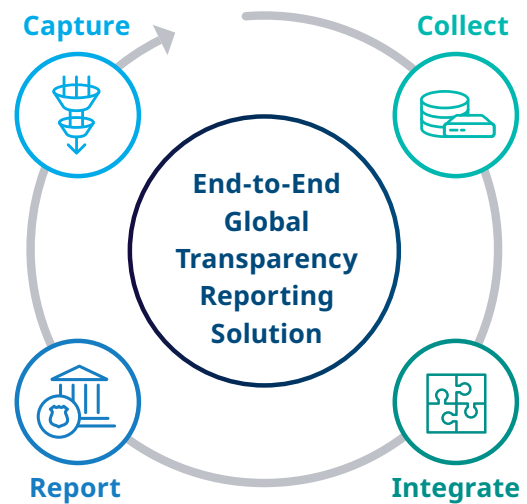 Capture
Collect
End-to-End
Global
Transparency
Reporting
Solution
Report
Integrate